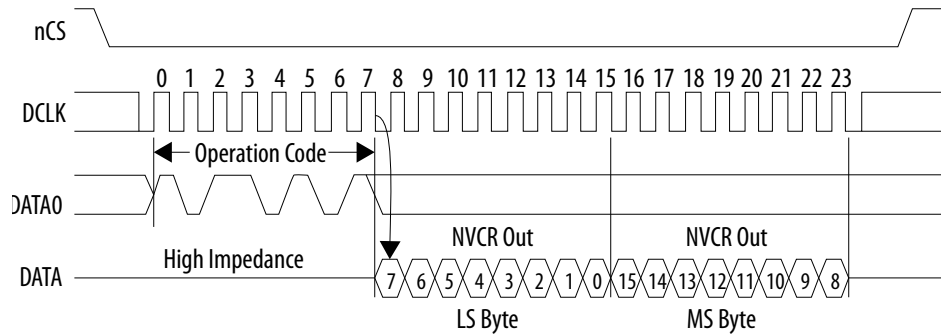 nCS
0 1 2 3 4 5 6 7 8 9 10 11 12 13 14 15 16 17 18 19 20 21 22 23
DCLK
Operation Code
DATA0
NVCR Out NVCR Out
High Impedance
DATA 7 6 5 4 3 2 1 0 15 14 13 12 11 10 9 8
LS Byte MS Byte